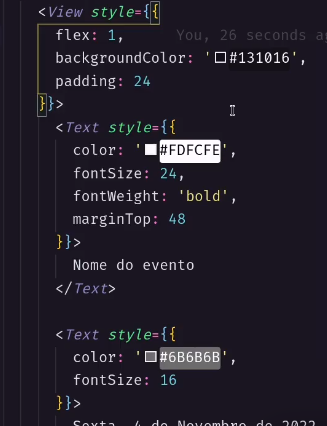 <View style={{
flex: 1,    You, 26 seconds ag
backgroundColor: '#131016',
padding: 24
}}>
<Text style={{
color: '#FDFCFE',
fontSize: 24,
fontWeight: 'bold',
marginTop: 48
}}>
Nome do evento
</Text>
<Text style={{
color: '#6B6B6B',
fontSize: 16
}}>
Sexta, 4 de Novembro de 2022